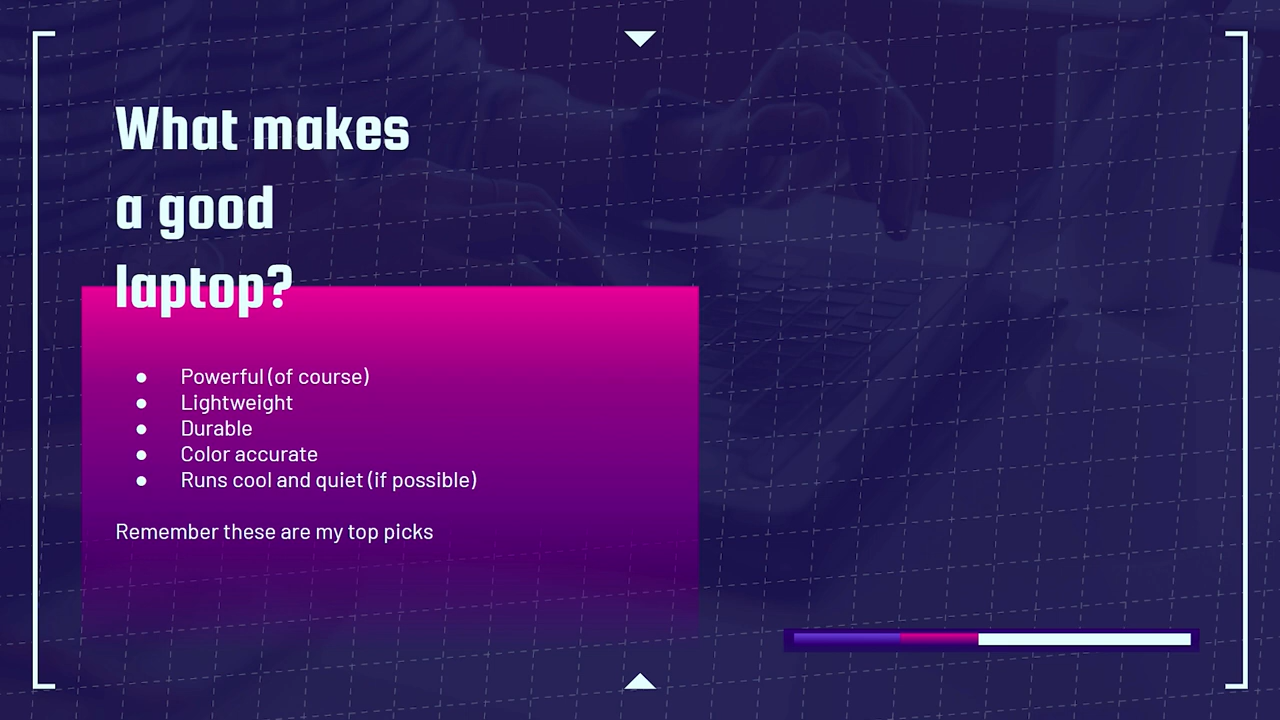 What makes
a good
laptop?
● Powerful (of course)
● Lightweight
● Durable
● Color accurate
● Runs cool and quiet (if possible)
Remember these are my top picks